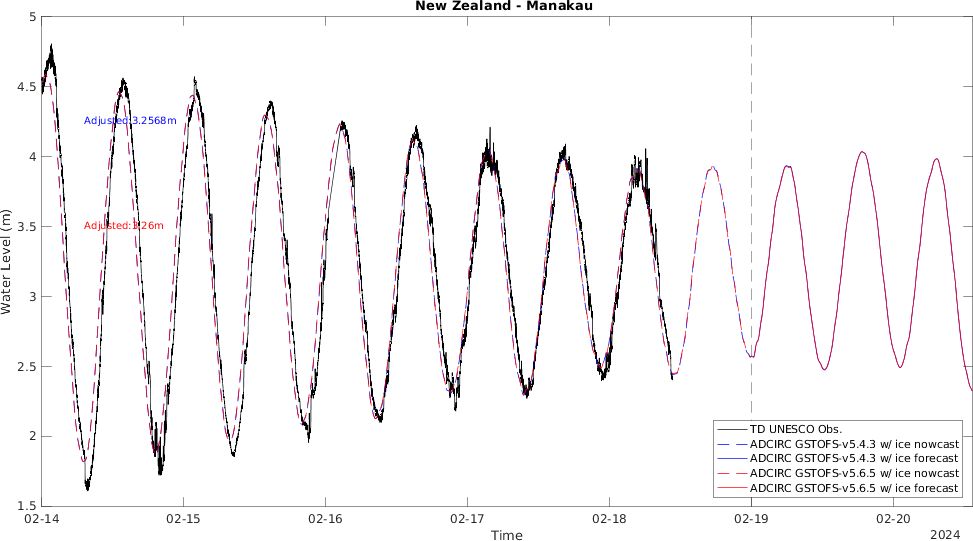 New Zealand - Manakau
Water Level (m)
5
4.5
4
3.5
3
2.5
2
1.5
Adjusted:3.2568m
Adjusted:3.26m
TD UNESCO Obs.
ADCIRC GSTOFS-v5.4.3 w/ ice nowcast
ADCIRC GSTOFS-v5.4.3 w/ ice forecast
ADCIRC GSTOFS-v5.6.5 w/ ice nowcast
ADCIRC GSTOFS-v5.6.5 w/ ice forecast
02-14 02-15 02-16 02-17 02-18 02-19 02-20
Time
2024